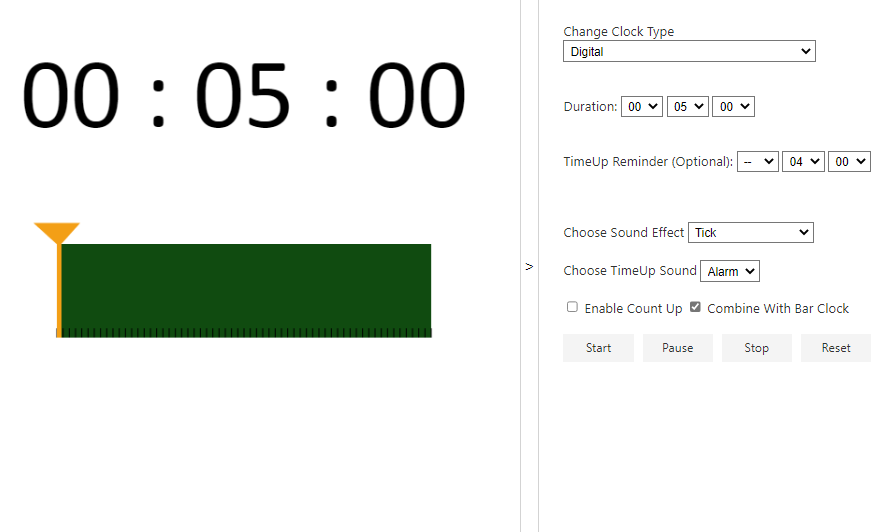 00 : 05 : 00
>
Change Clock Type
Digital
Duration: 00 05 00
TimeUp Reminder (Optional): -- 04 00
Choose Sound Effect Tick
Choose TimeUp Sound Alarm
Enable Count Up Combine With Bar Clock
Start Pause Stop Reset